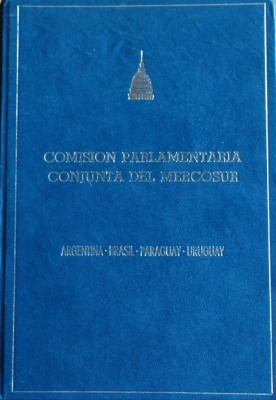 COMISION PARLAMENTARIA
CONJUNTA DEL MERCOSUR
ARGENTINA · BRASIL · PARAGUAY · URUGUAY